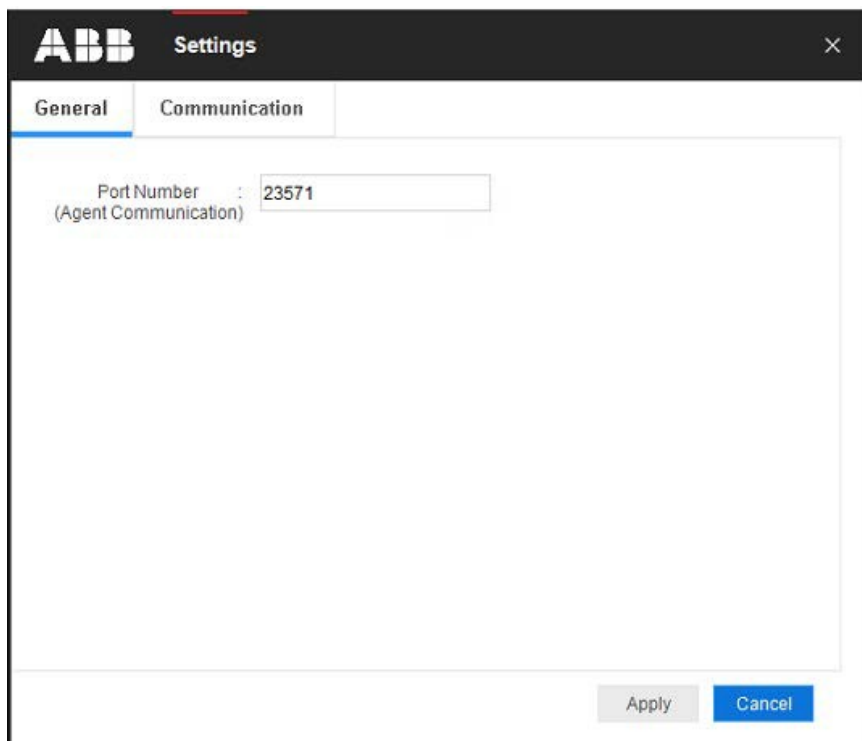 ABB Settings
General Communication
Port Number : 23571
(Agent Communication)
Apply Cancel